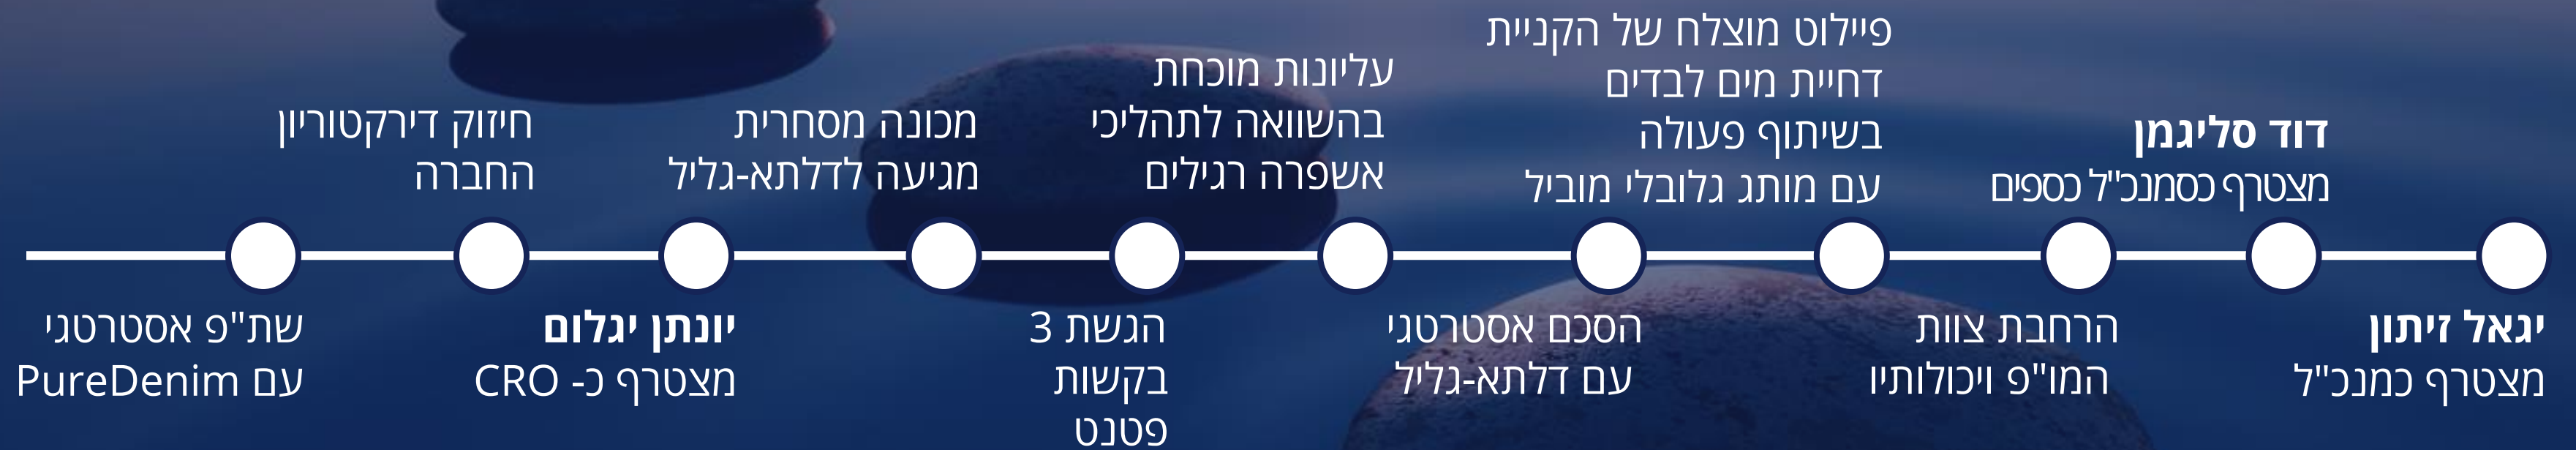 יגאל זיתון
מצטרף כמנכ"ל
דוד סליגמן
מצטרף כסמנכ"ל כספים
הרחבת צוות
המו"פ ויכולותיו
פיילוט מוצלח של הקניית
דחיית מים לבדים
בשיתוף פעולה
עם מותג גלובלי מוביל
הסכם אסטרטגי
עם דלתא-גליל
עליונות מוכחת
בהשוואה לתהליכי
אשפרה רגילים
הגשת 3
בקשות
פטנט
מכונה מסחרית
מגיעה לדלתא-גליל
יונתן יגלום
מצטרף כ- CRO
חיזוק דירקטוריון
החברה
שת"פ אסטרטגי
עם PureDenim